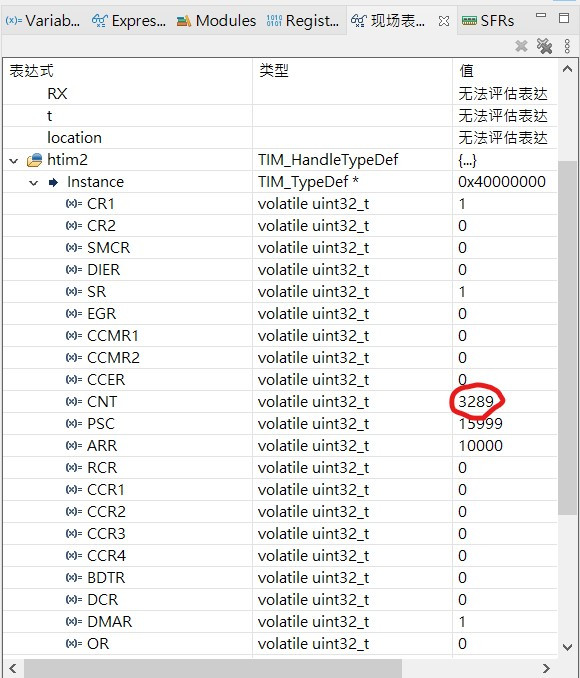 (x)= Variab... Expres... Modules Regist... 现场表... SFRs
表达式 类型 值
RX 无法评估表达
t 无法评估表达
location 无法评估表达
htim2 TIM_HandleTypeDef {...}
Instance TIM_TypeDef * 0x40000000
(x)= CR1 volatile uint32_t 1
(x)= CR2 volatile uint32_t 0
(x)= SMCR volatile uint32_t 0
(x)= DIER volatile uint32_t 0
(x)= SR volatile uint32_t 1
(x)= EGR volatile uint32_t 0
(x)= CCMR1 volatile uint32_t 0
(x)= CCMR2 volatile uint32_t 0
(x)= CCER volatile uint32_t 0
(x)= CNT volatile uint32_t 3289
(x)= PSC volatile uint32_t 15999
(x)= ARR volatile uint32_t 10000
(x)= RCR volatile uint32_t 0
(x)= CCR1 volatile uint32_t 0
(x)= CCR2 volatile uint32_t 0
(x)= CCR3 volatile uint32_t 0
(x)= CCR4 volatile uint32_t 0
(x)= BDTR volatile uint32_t 0
(x)= DCR volatile uint32_t 0
(x)= DMAR volatile uint32_t 1
(x)= OR volatile uint32_t 0